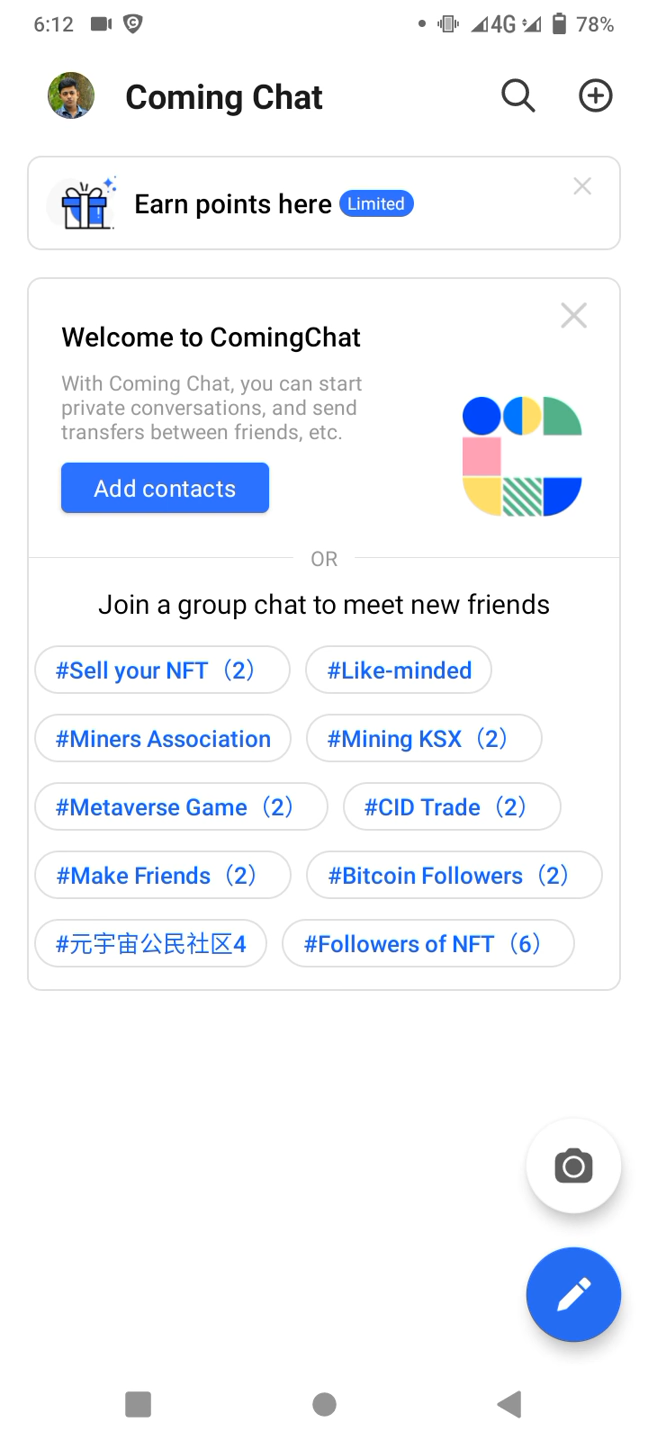 6:12 4G 78%
Coming Chat
Earn points here Limited
Welcome to ComingChat
With Coming Chat, you can start
private conversations, and send
transfers between friends, etc.
Add contacts
OR
Join a group chat to meet new friends
#Sell your NFT（2） #Like-minded
#Miners Association #Mining KSX（2）
#Metaverse Game（2） #CID Trade（2）
#Make Friends（2） #Bitcoin Followers（2）
#元宇宙公民社区4 #Followers of NFT（6）